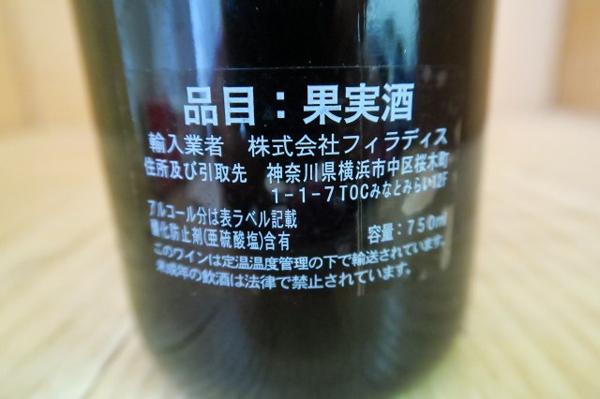 品目：果実酒
輸入業者 株式会社フィラディス
住所及び引取先 神奈川県横浜市中区桜木町
1-1-7TOCみなとみらい12F
アルコール分は表ラベル記載
酸化防止剤(亜硫酸塩)含有 容量：750ml
このワインは定温温度管理の下で輸送されています。
未成年の飲酒は法律で禁止されています。